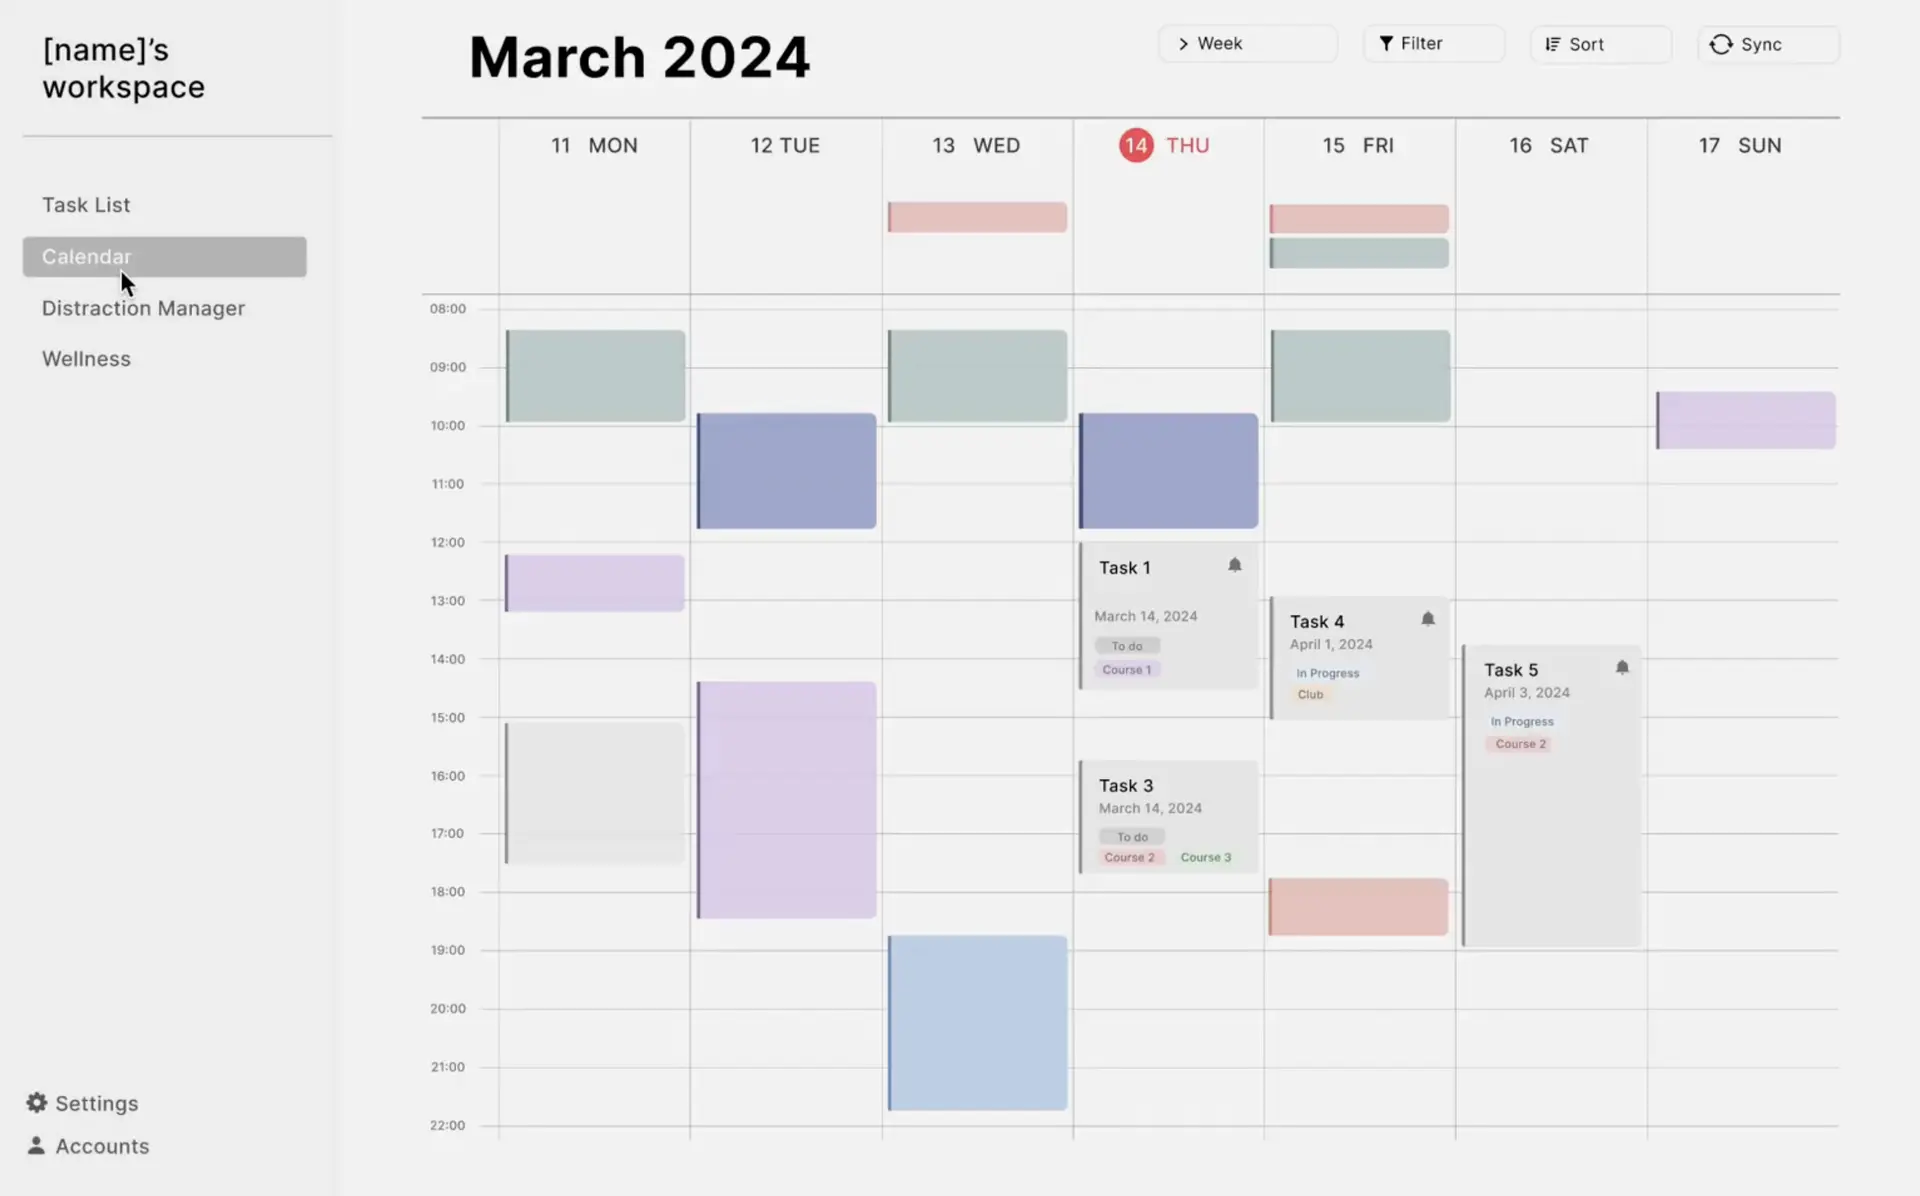 [name]’s
workspace
Task List
Calendar
Distraction Manager
Wellness
Settings
Accounts
March 2024
Week
Filter
Sort
Sync
11 MON
12 TUE
13 WED
14 THU
15 FRI
16 SAT
17 SUN
08:00
09:00
10:00
11:00
12:00
13:00
14:00
15:00
16:00
17:00
18:00
19:00
20:00
21:00
22:00
Task 1
March 14, 2024
To do
Course 1
Task 3
March 14, 2024
To do
Course 2 Course 3
Task 4
April 1, 2024
In Progress
Club
Task 5
April 3, 2024
In Progress
Course 2